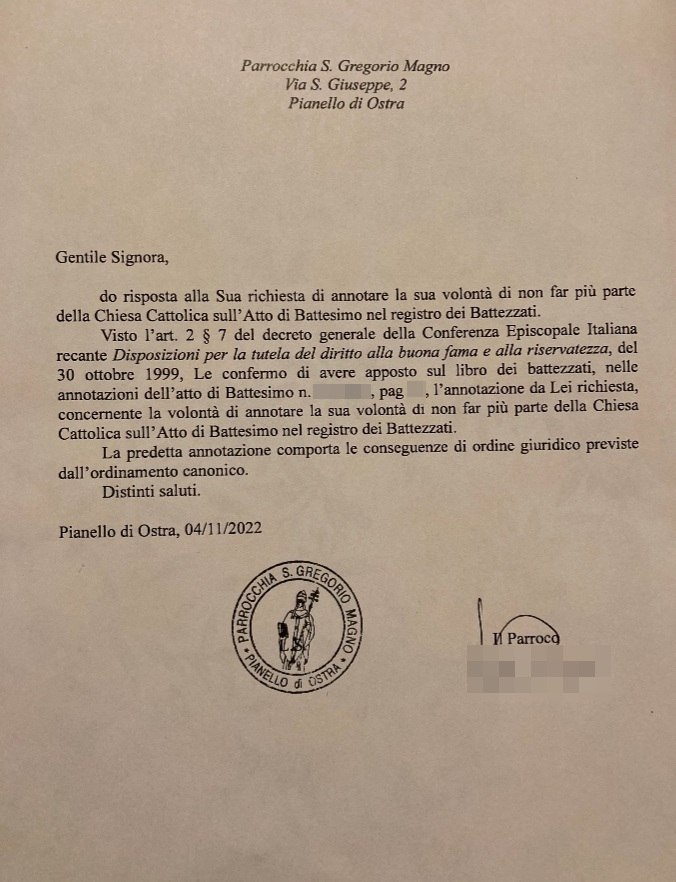 Parrocchia S. Gregorio Magno
Via S. Giuseppe, 2
Pianello di Ostra
Gentile Signora,
do risposta alla Sua richiesta di annotare la sua volontà di non far più parte
della Chiesa Cattolica sull'Atto di Battesimo nel registro dei Battezzati.
Visto l'art. 2 § 7 del decreto generale della Conferenza Episcopale Italiana
recante Disposizioni per la tutela del diritto alla buona fama e alla riservatezza, del
30 ottobre 1999, Le confermo di avere apposto sul libro dei battezzati, nelle
annotazioni dell'atto di Battesimo n. , pag , l'annotazione da Lei richiesta,
concernente la volontà di annotare la sua volontà di non far più parte della Chiesa
Cattolica sull'Atto di Battesimo nel registro dei Battezzati.
La predetta annotazione comporta le conseguenze di ordine giuridico previste
dall'ordinamento canonico.
Distinti saluti.
Pianello di Ostra, 04/11/2022
PARROCCHIA S. GREGORIO MAGNO
* PIANELLO di OSTRA *
Il Parroco